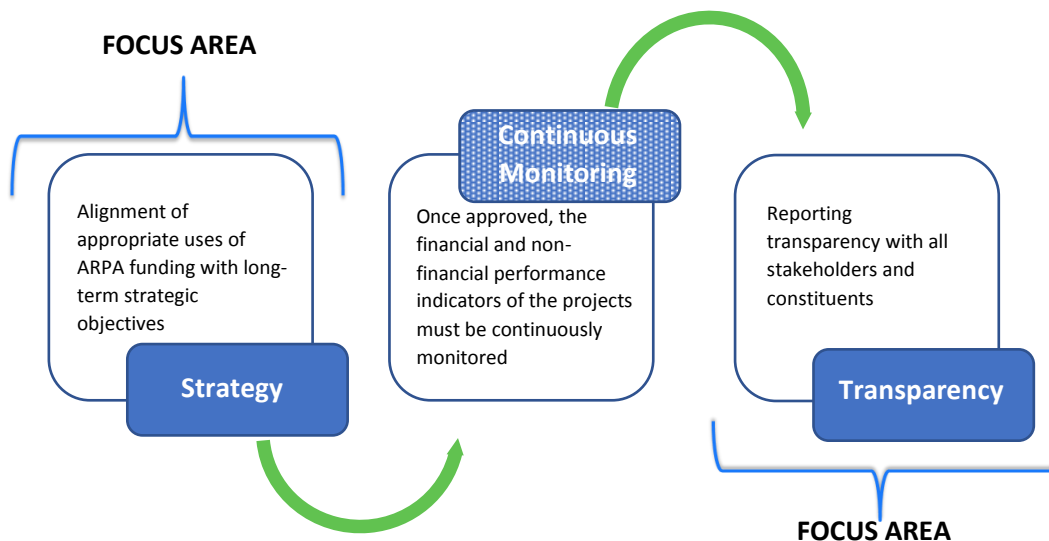 FOCUS AREA
Alignment of
appropriate uses of
ARPA funding with long-
term strategic
objectives
Strategy
Continuous
Monitoring
Once approved, the
financial and non-
financial performance
indicators of the projects
must be continuously
monitored
Reporting
transparency with all
stakeholders and
constituents
Transparency
FOCUS AREA